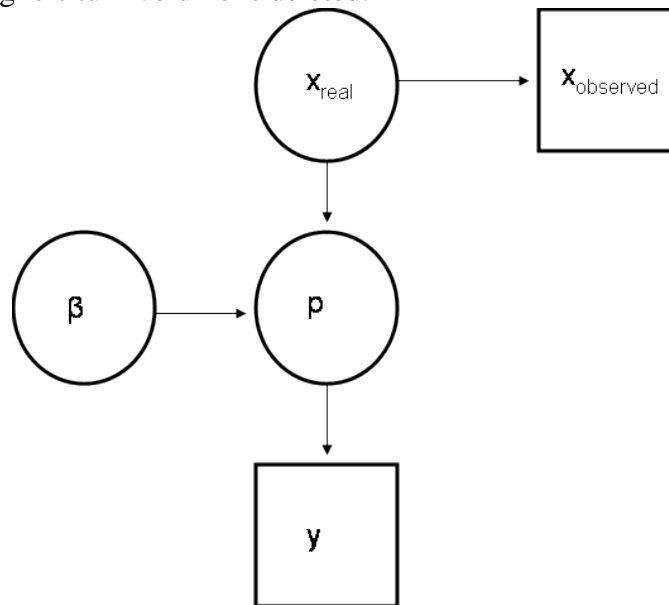 x_real
x_observed
β
p
y